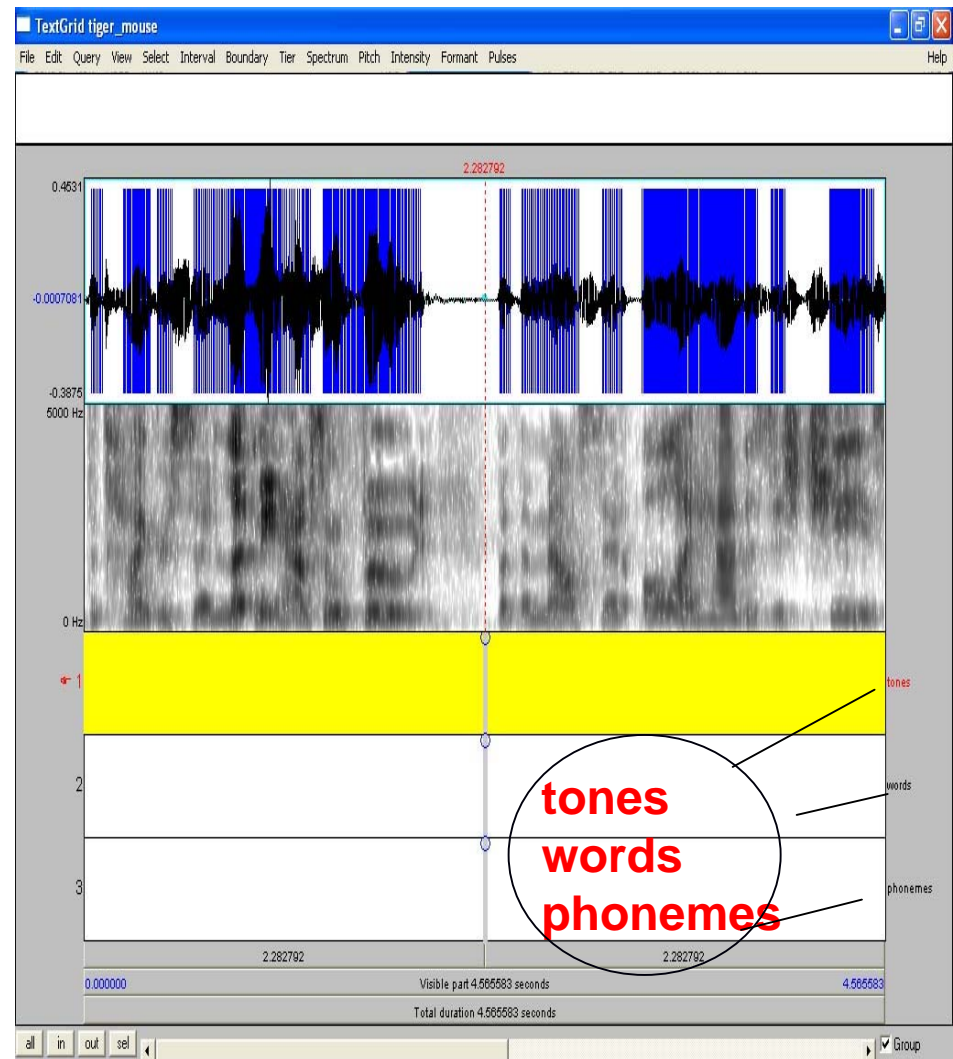 TextGrid tiger_mouse
File Edit Query View Select Interval Boundary Tier Spectrum Pitch Intensity Formant Pulses Help
2.282792
0.4531
-0.0007081
-0.3875
5000 Hz
0 Hz
1 tones
2 words
3 phonemes
tones
words
phonemes
2.282792 2.282792
0.000000 Visible part 4.565583 seconds 4.565583
Total duration 4.565583 seconds
all in out sel Group